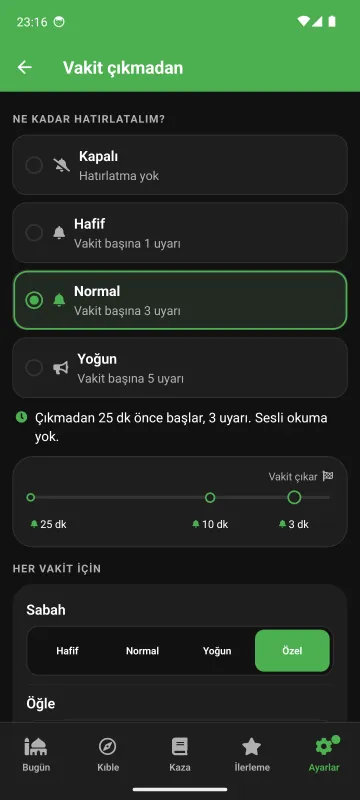 23:16
Vakit çıkmadan
NE KADAR HATIRLATALIM?
Kapalı
Hatırlatma yok
Hafif
Vakit başına 1 uyarı
Normal
Vakit başına 3 uyarı
Yoğun
Vakit başına 5 uyarı
Çıkmadan 25 dk önce başlar, 3 uyarı. Sesli okuma
yok.
Vakit çıkar
25 dk 10 dk 3 dk
HER VAKİT İÇİN
Sabah
Hafif Normal Yoğun Özel
Öğle
Bugün Kıble Kaza İlerleme Ayarlar